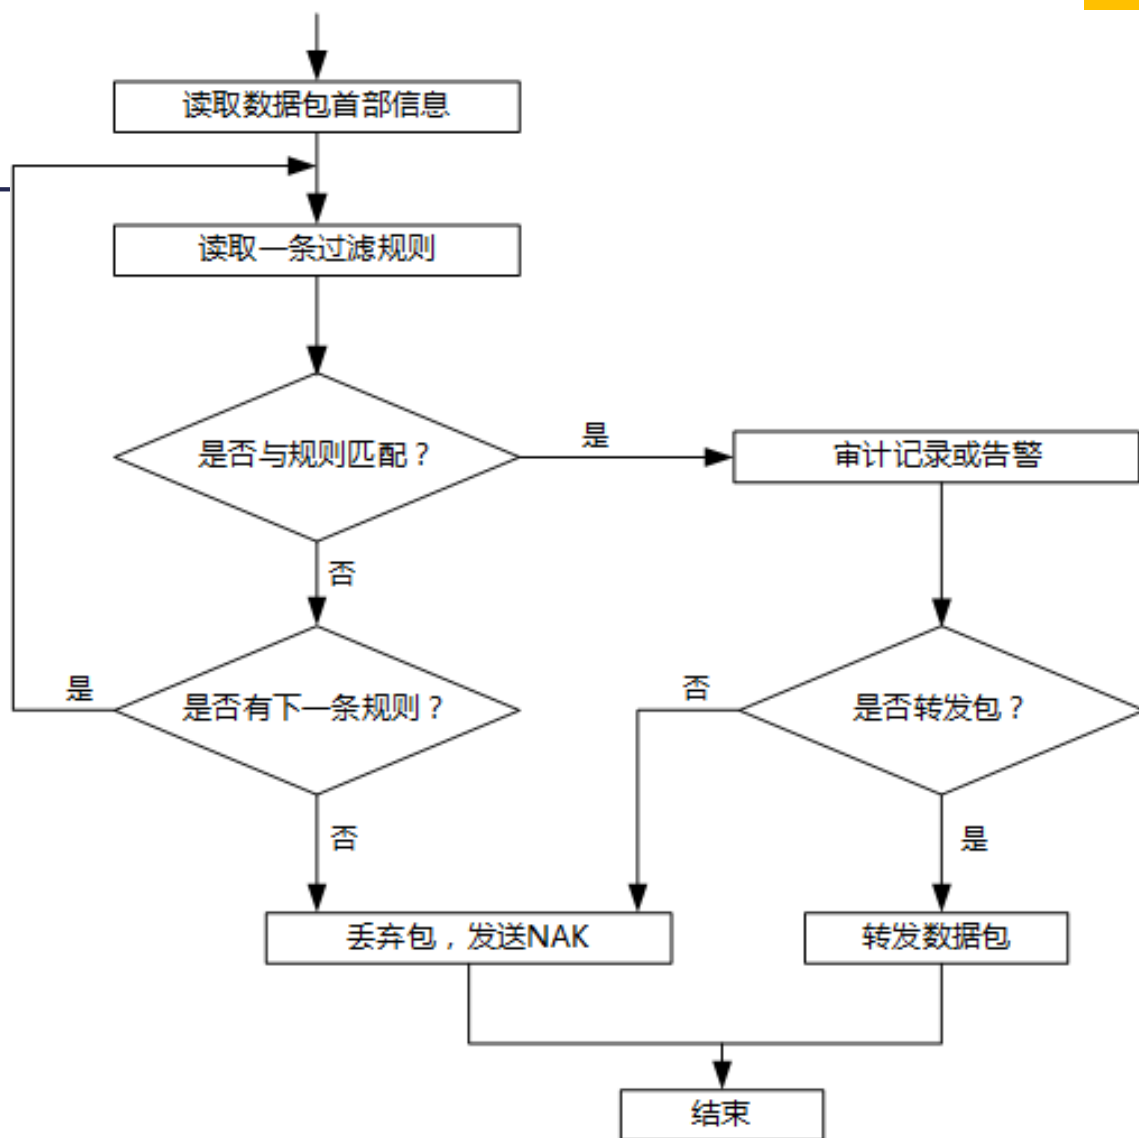 读取数据包首部信息
读取一条过滤规则
是否与规则匹配？
是
审计记录或告警
否
是
是否有下一条规则？
否
是否转发包？
否
是
丢弃包，发送NAK
转发数据包
结束